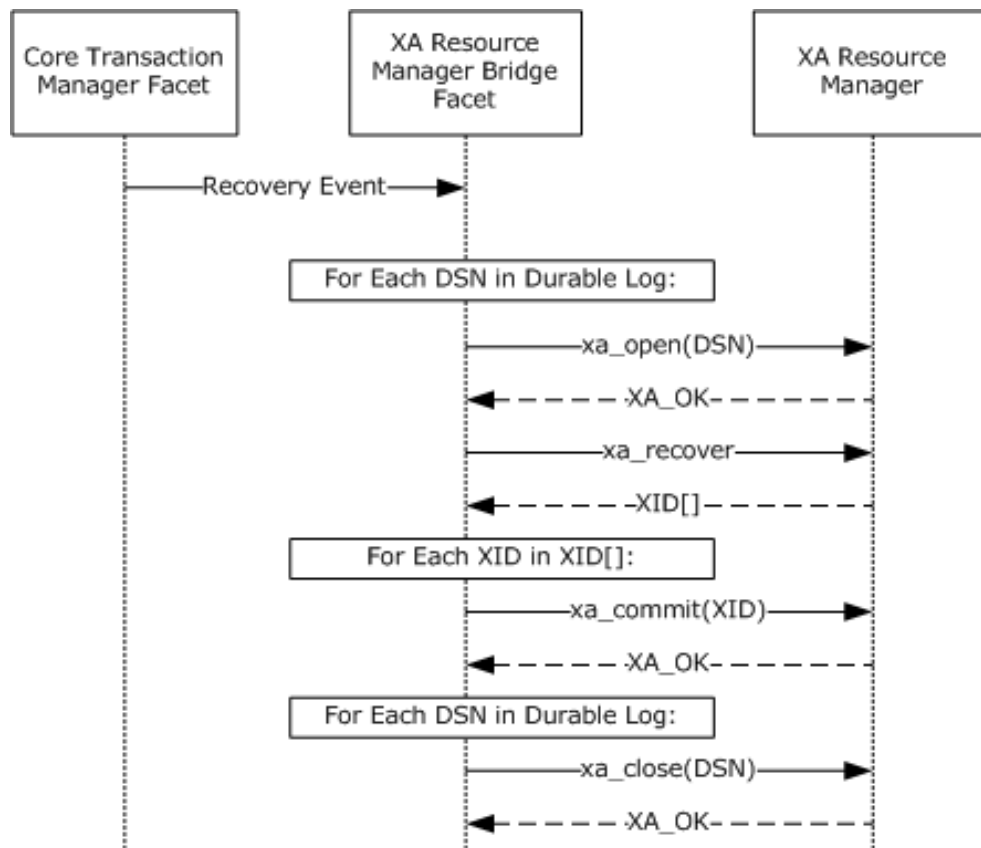 Core Transaction
Manager Facet
XA Resource
Manager Bridge
Facet
XA Resource
Manager
Recovery Event
For Each DSN in Durable Log:
xa_open(DSN)
XA_OK
xa_recover
XID[]
For Each XID in XID[]:
xa_commit(XID)
XA_OK
For Each DSN in Durable Log:
xa_close(DSN)
XA_OK